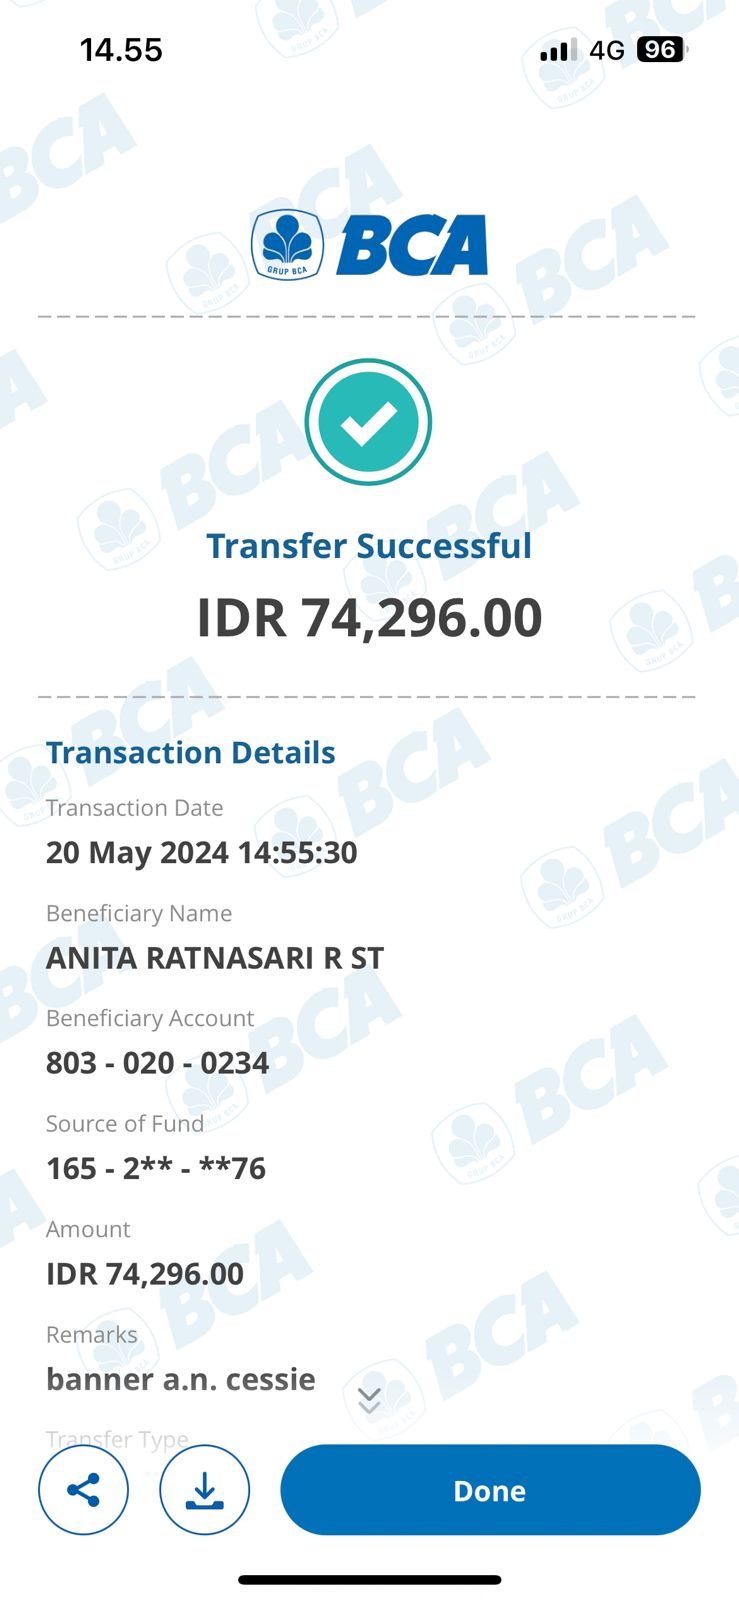 14.55
4G 96
GRUP BCA
BCA
Transfer Successful
IDR 74,296.00
Transaction Details
Transaction Date
20 May 2024 14:55:30
Beneficiary Name
ANITA RATNASARI R ST
Beneficiary Account
803 - 020 - 0234
Source of Fund
165 - 2** - **76
Amount
IDR 74,296.00
Remarks
banner a.n. cessie
Transfer Type
Done